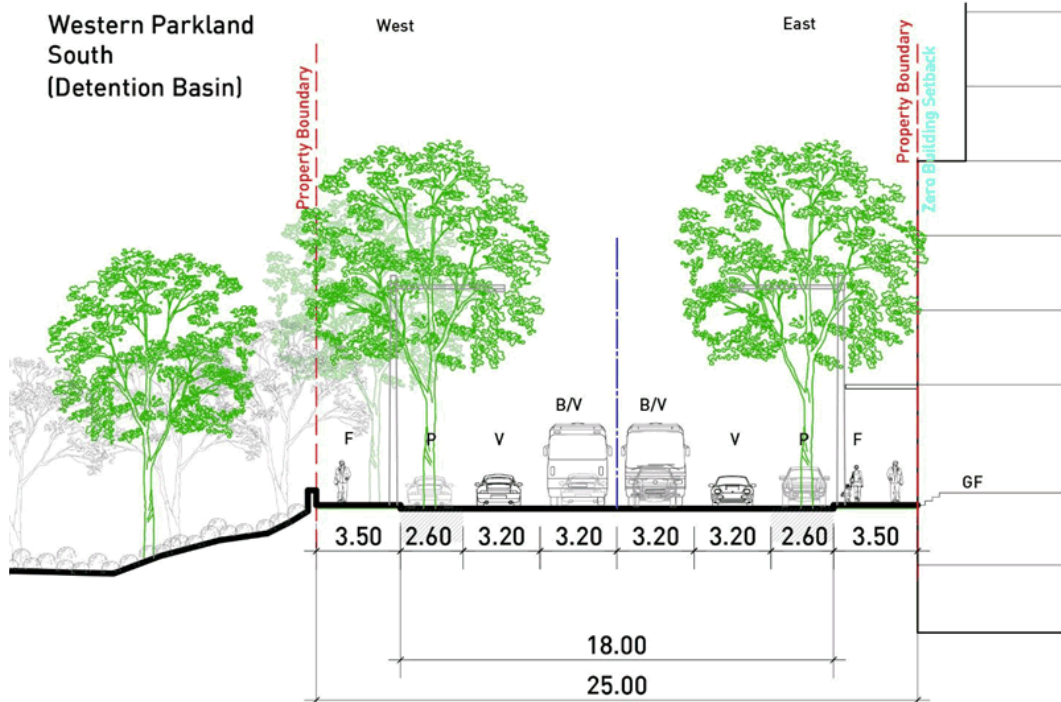 Western Parkland
South
(Detention Basin)
West
East
Property Boundary
Property Boundary
Zero Building Setback
B/V
B/V
F
P
V
V
P
F
GF
3.50
2.60
3.20
3.20
3.20
3.20
2.60
3.50
18.00
25.00